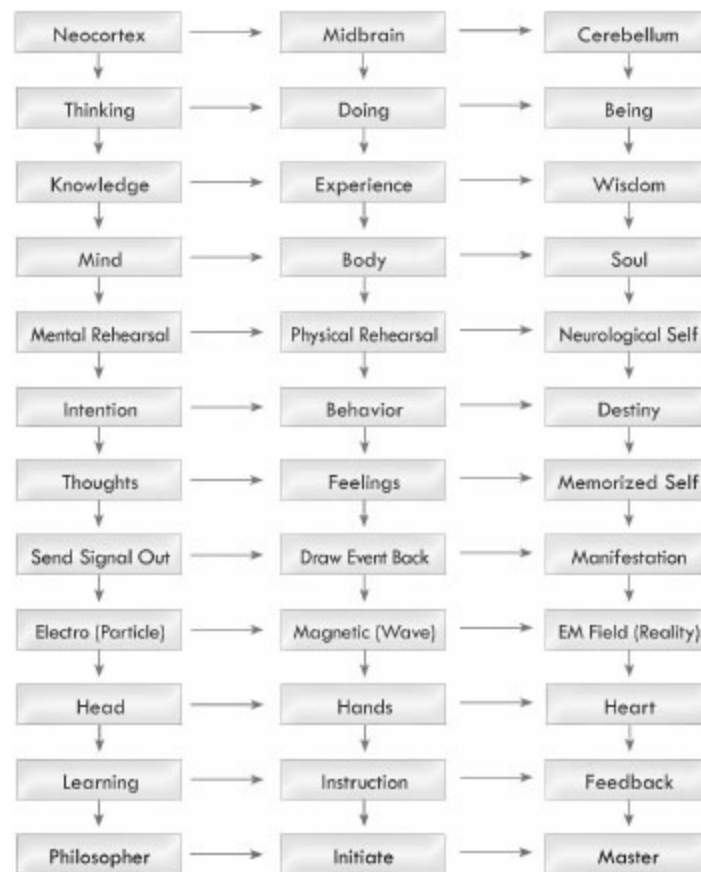 Neocortex Midbrain Cerebellum
Thinking Doing Being
Knowledge Experience Wisdom
Mind Body Soul
Mental Rehearsal Physical Rehearsal Neurological Self
Intention Behavior Destiny
Thoughts Feelings Memorized Self
Send Signal Out Draw Event Back Manifestation
Electro (Particle) Magnetic (Wave) EM Field (Reality)
Head Hands Heart
Learning Instruction Feedback
Philosopher Initiate Master